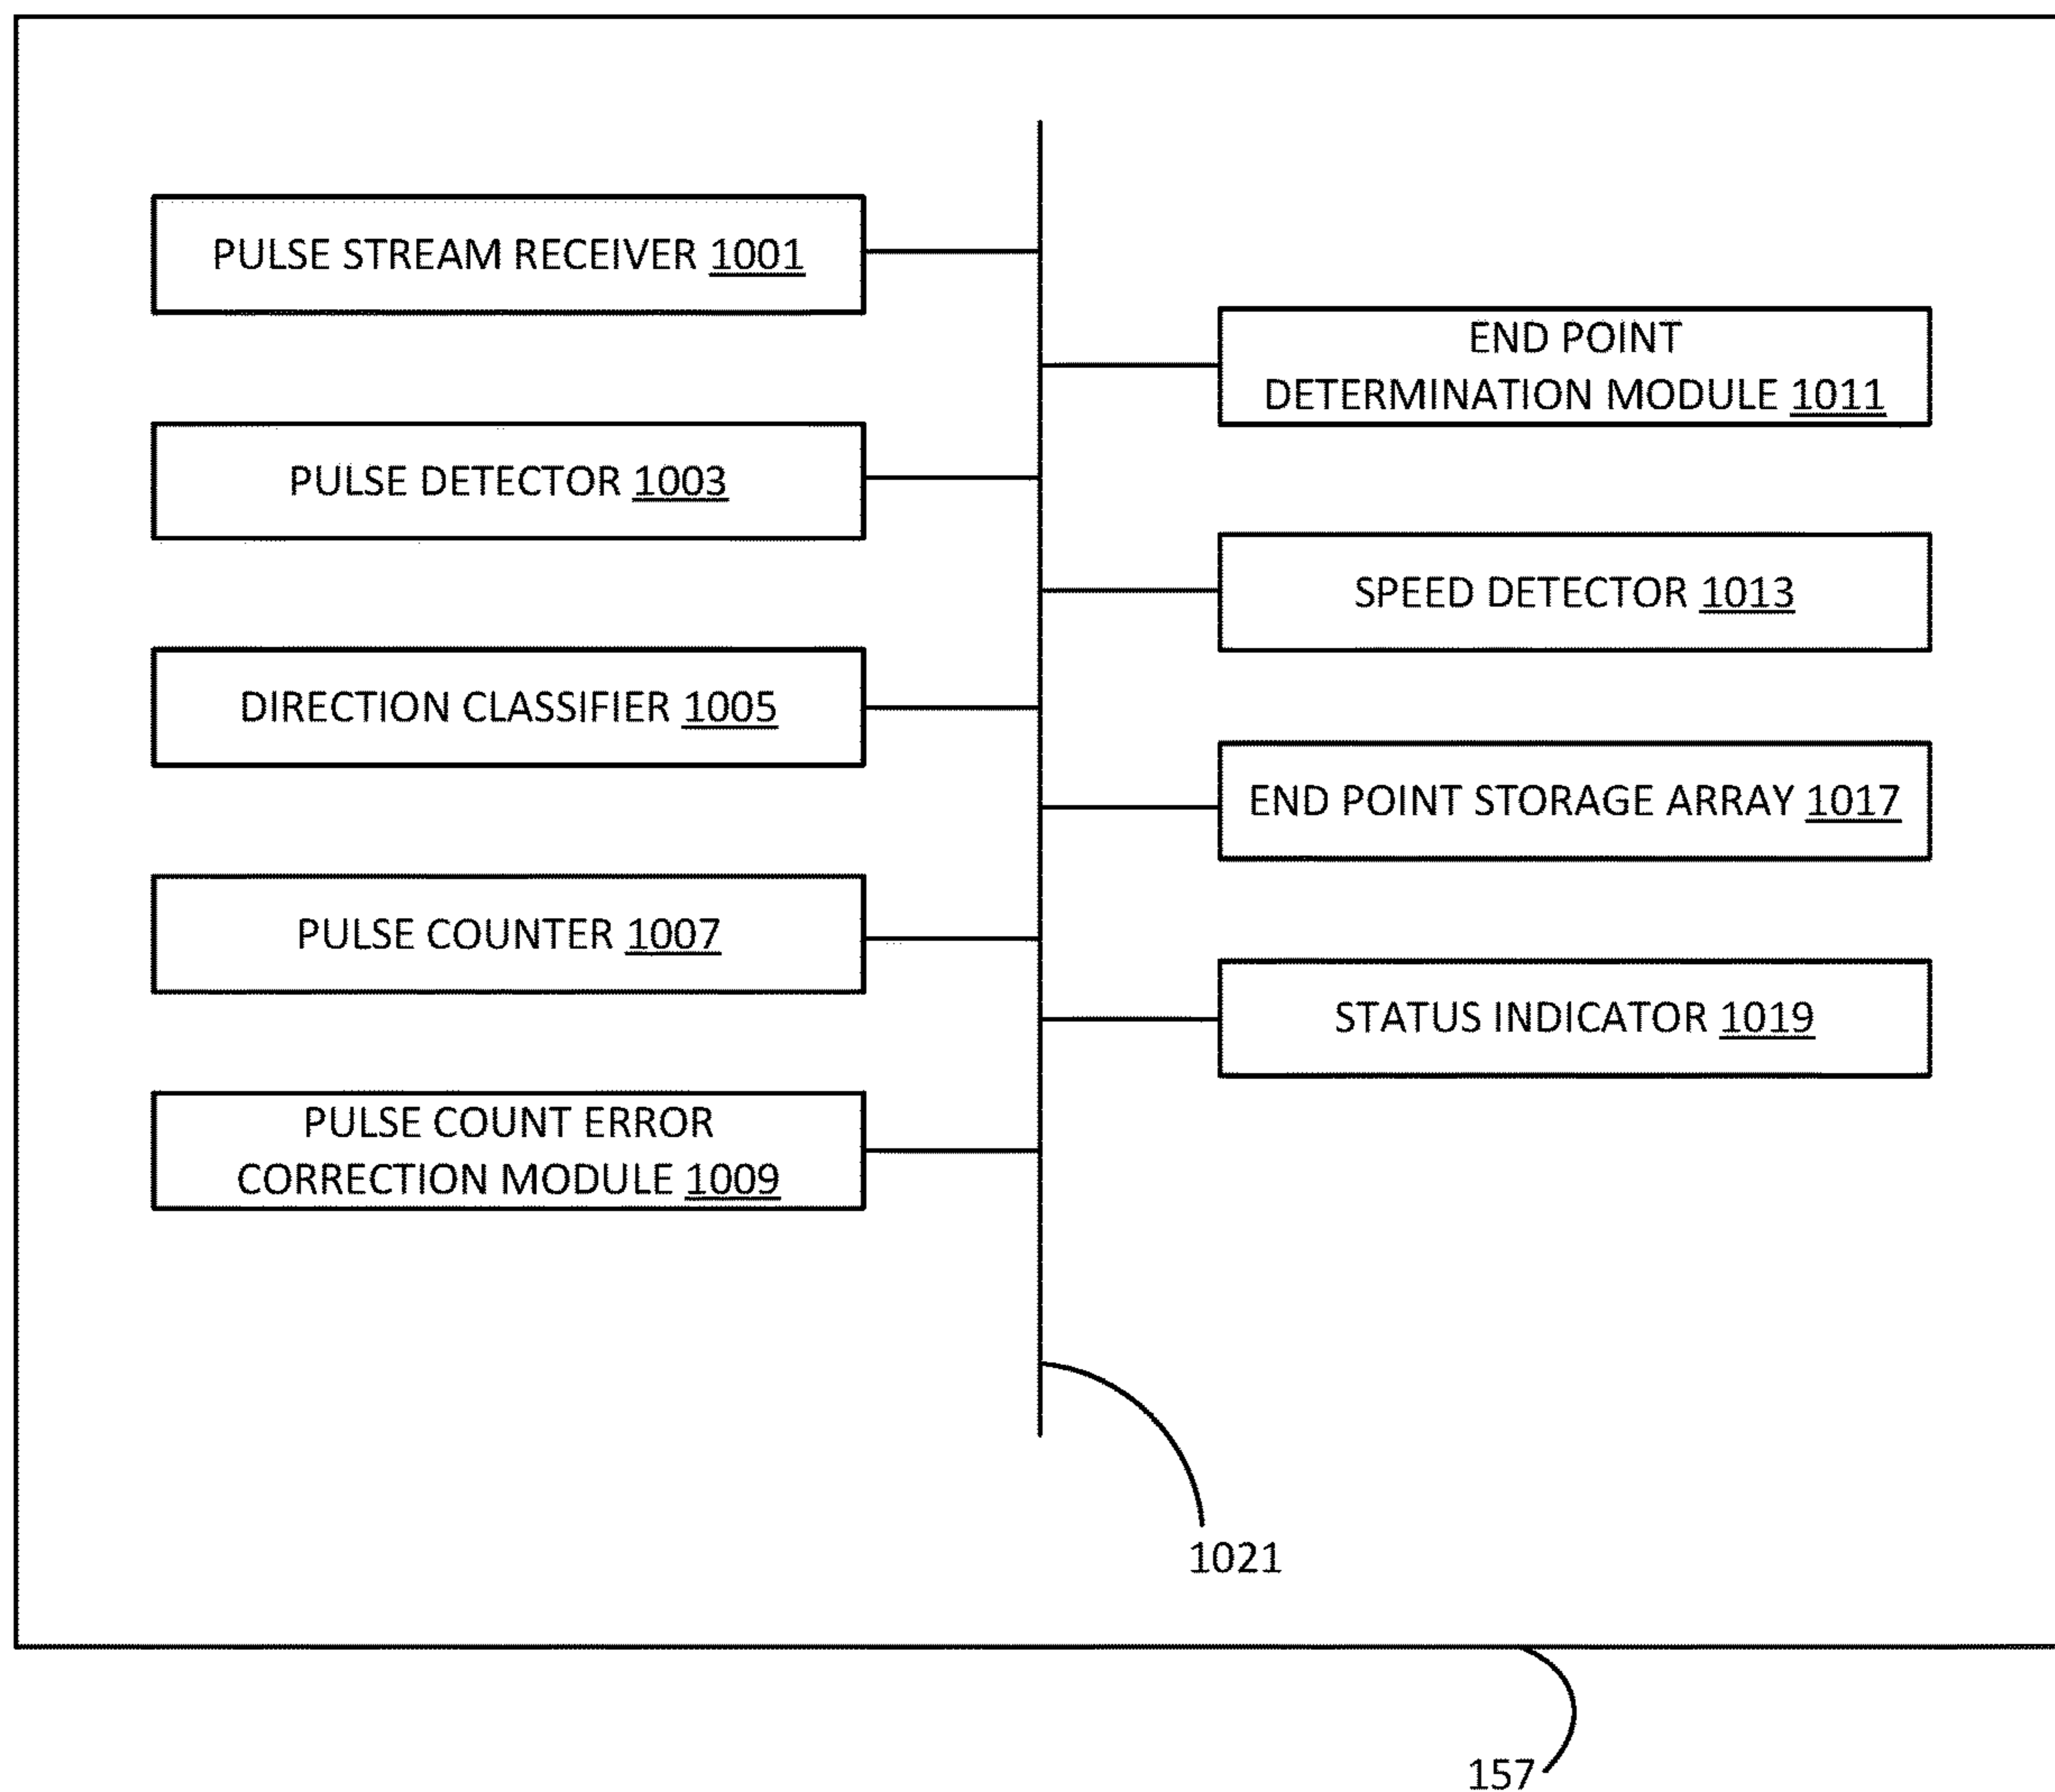 PULSE STREAM RECEIVER 1001
PULSE DETECTOR 1003
DIRECTION CLASSIFIER 1005
PULSE COUNTER 1007
PULSE COUNT ERROR
CORRECTION MODULE 1009
END POINT
DETERMINATION MODULE 1011
SPEED DETECTOR 1013
END POINT STORAGE ARRAY 1017
STATUS INDICATOR 1019
1021
157